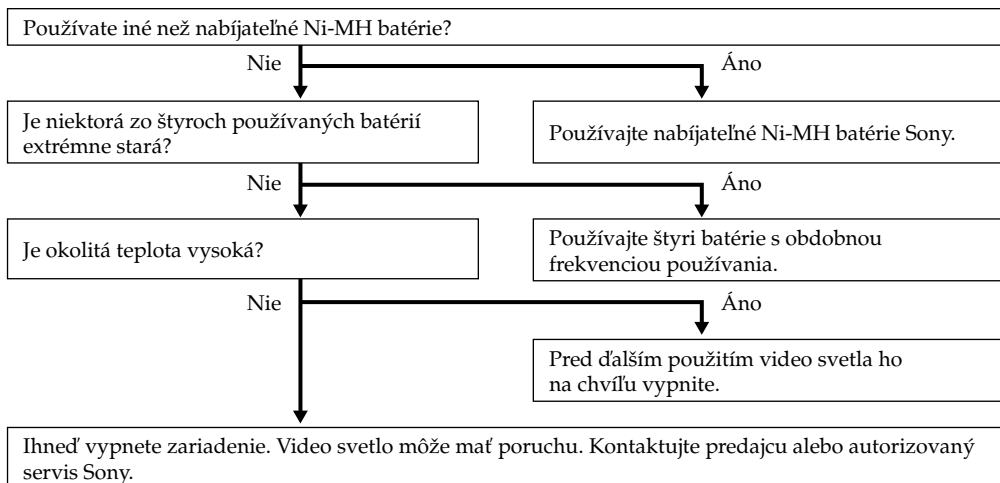 Používate iné než nabíjateľné Ni-MH batérie?
Nie
Áno
Je niektorá zo štyroch používaných batérií
extrémne stará?
Používajte nabíjateľné Ni-MH batérie Sony.
Nie
Áno
Je okolitá teplota vysoká?
Používajte štyri batérie s obdobnou
frekvenciou používania.
Nie
Áno
Pred ďalším použitím video svetla ho
na chvíľu vypnite.
Ihneď vypnete zariadenie. Video svetlo môže mať poruchu. Kontaktujte predajcu alebo autorizovaný
servis Sony.